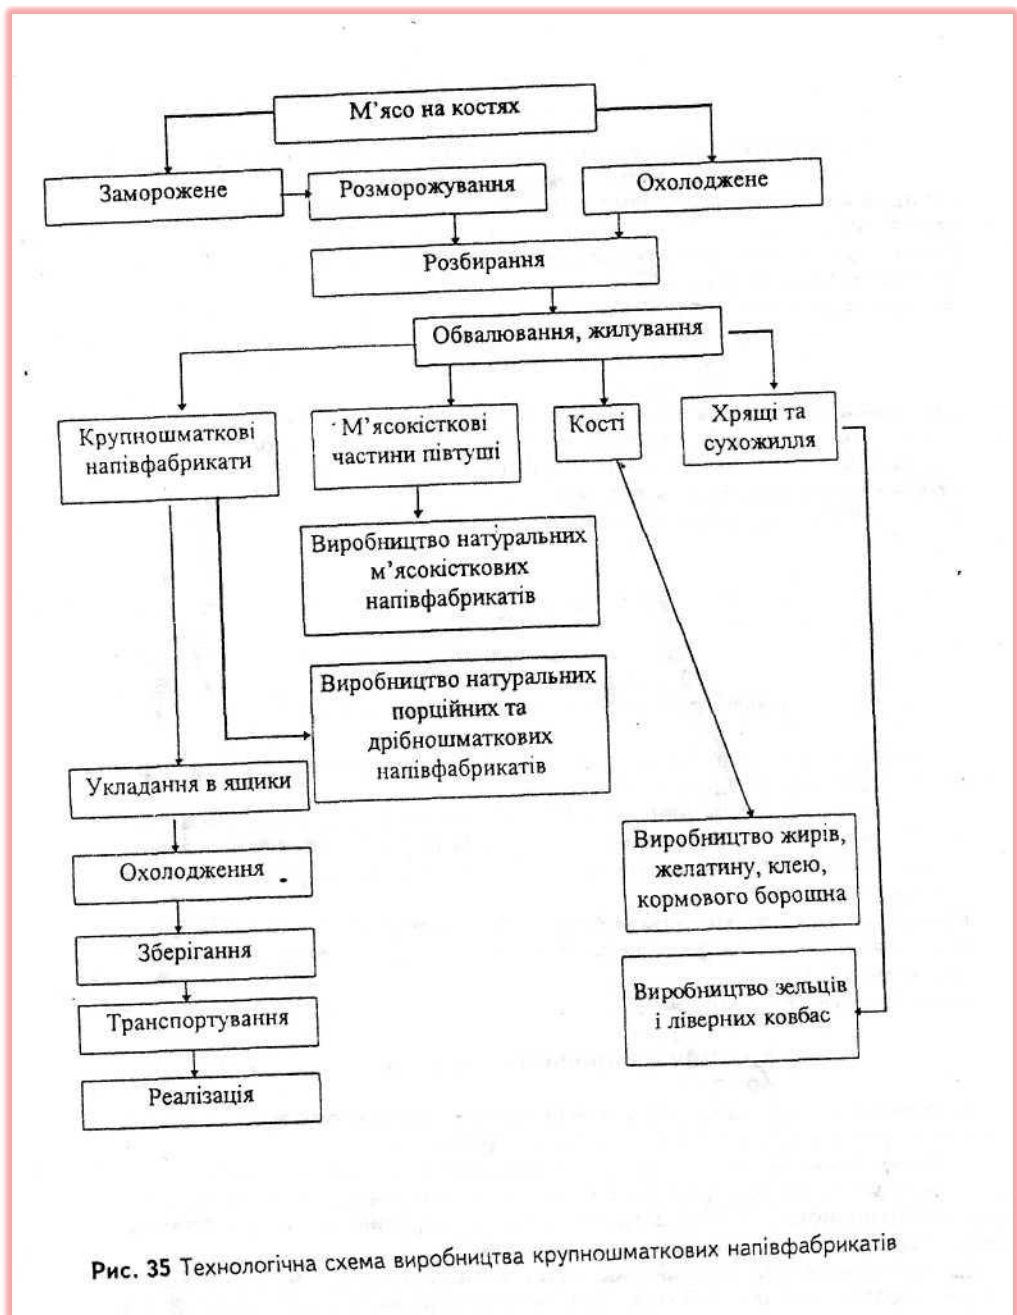 М’ясо на костях
Заморожене
Розморожування
Охолоджене
Розбирання
Обвалювання, жилування
Крупношматкові
напівфабрикати
М’ясокісткові
частини півтуші
Кості
Хрящі та
сухожилля
Виробництво натуральних
м’ясокісткових
напівфабрикатів
Виробництво натуральних
порційних та
дрібношматкових
напівфабрикатів
Укладання в ящики
Охолодження
Зберігання
Транспортування
Реалізація
Виробництво жирів,
желатину, клею,
кормового борошна
Виробництво зельців
і ліверних ковбас
Рис. 35 Технологічна схема виробництва крупношматкових напівфабрикатів